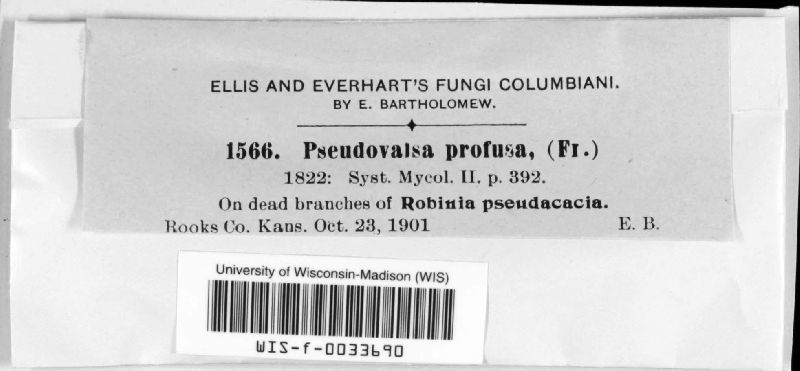 ELLIS AND EVERHART'S FUNGI COLUMBIANI.
BY E. BARTHOLOMEW.
1566. Pseudovalsa profusa, (Fr.)
1822: Syst. Mycol. II, p. 392.
On dead branches of Robinia pseudacacia.
Rooks Co. Kans. Oct. 23, 1901 E. B.
University of Wisconsin-Madison (WIS)
WIS-f-0033690